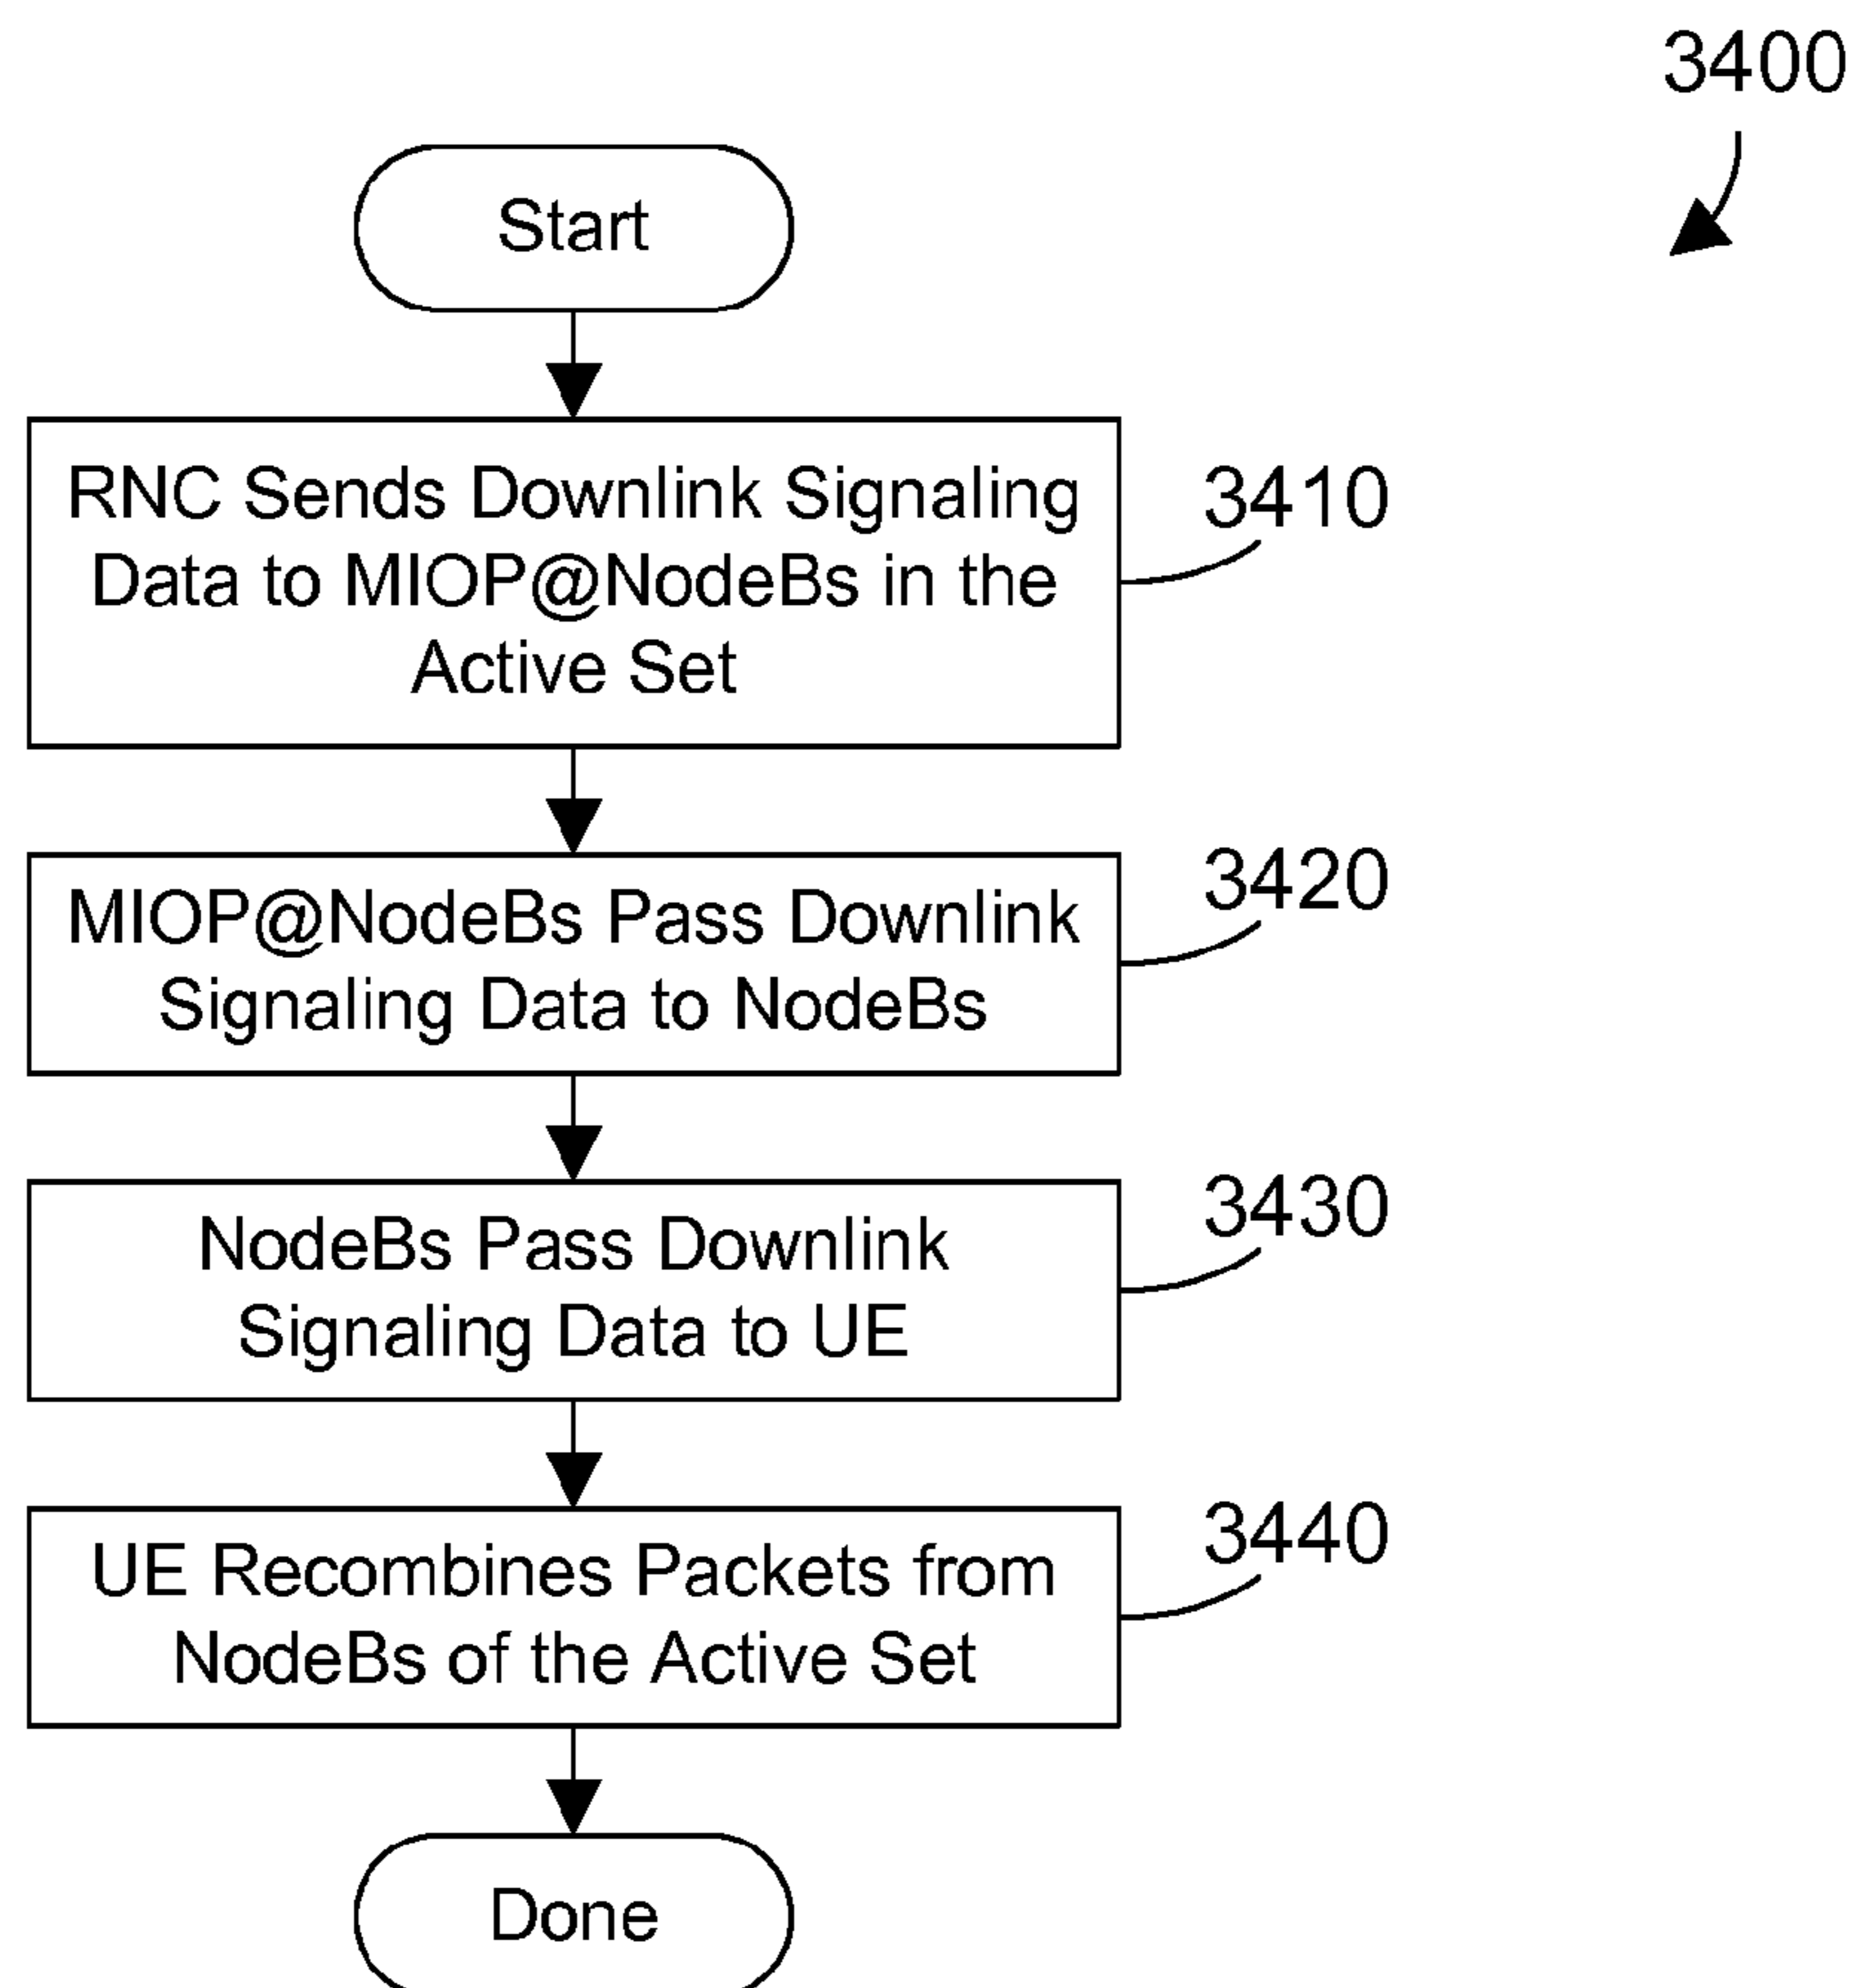 3400
Start
RNC Sends Downlink Signaling
Data to MIOP@NodeBs in the
Active Set
3410
MIOP@NodeBs Pass Downlink
Signaling Data to NodeBs
3420
NodeBs Pass Downlink
Signaling Data to UE
3430
UE Recombines Packets from
NodeBs of the Active Set
3440
Done